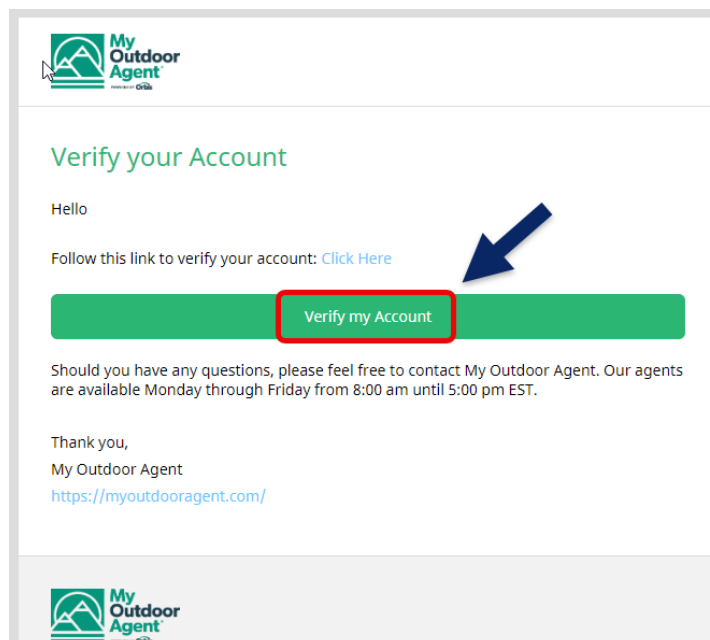 My
Outdoor
Agent
POWERED BY Orbis
Verify your Account
Hello
Follow this link to verify your account: Click Here
Verify my Account
Should you have any questions, please feel free to contact My Outdoor Agent. Our agents
are available Monday through Friday from 8:00 am until 5:00 pm EST.
Thank you,
My Outdoor Agent
https://myoutdooragent.com/
My
Outdoor
Agent